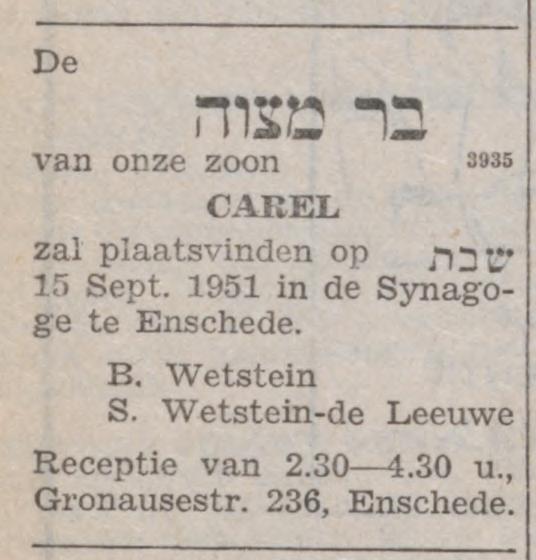 De
בר מצוה
van onze zoon 3935
CAREL
zal plaatsvinden op שבת
15 Sept. 1951 in de Synago-
ge te Enschede.
B. Wetstein
S. Wetstein-de Leeuwe
Receptie van 2.30—4.30 u.,
Gronausestr. 236, Enschede.